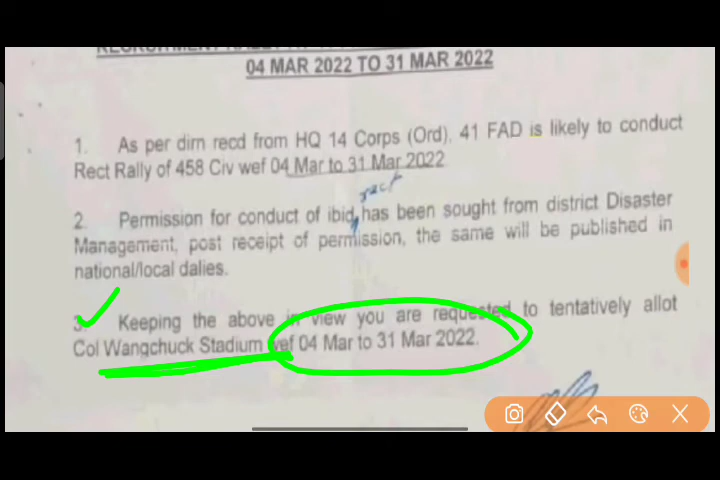 RECRUITMENT RALLY
04 MAR 2022 TO 31 MAR 2022
1. As per dirn recd from HQ 14 Corps (Ord), 41 FAD is likely to conduct
Rect Rally of 458 Civ wef 04 Mar to 31 Mar 2022
rect
2. Permission for conduct of ibid, has been sought from district Disaster
Management, post receipt of permission, the same will be published in
national/local dalies.
3. Keeping the above in view you are requested to tentatively allot
Col Wangchuck Stadium wef 04 Mar to 31 Mar 2022.